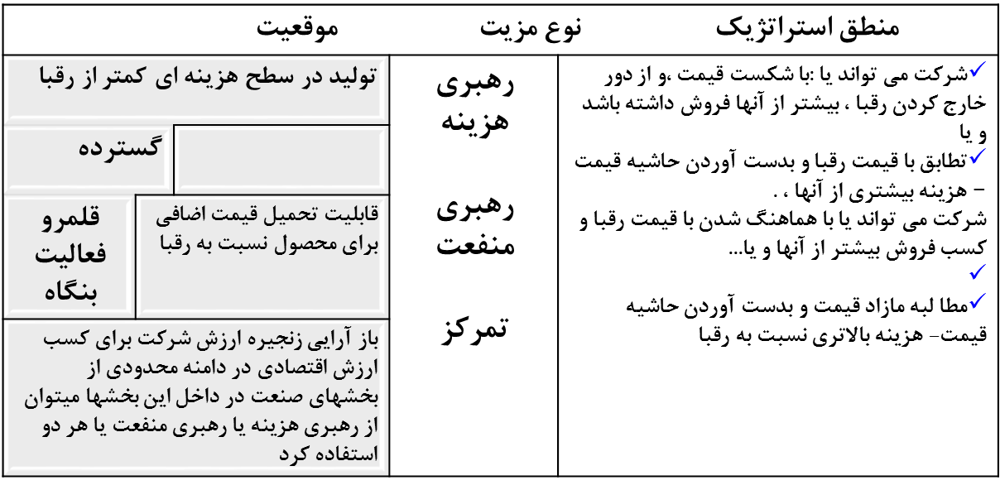 منطق استراتژیک
نوع مزیت
موقعیت
شرکت می تواند یا :با شکست قیمت ،و از دور
خارج کردن رقبا ، بیشتر از آنها فروش داشته باشد
و یا
تطابق با قیمت رقبا و بدست آوردن حاشیه قیمت
– هزینه بیشتری از آنها ، .
شرکت می تواند یا با هماهنگ شدن با قیمت رقبا و
کسب فروش بیشتر از آنها و یا...
مطا لبه مازاد قیمت و بدست آوردن حاشیه
قیمت- هزینه بالاتری نسبت به رقبا
رهبری
هزینه
رهبری
منفعت
تمرکز
تولید در سطح هزینه ای کمتر از رقبا
گسترده
قابلیت تحمیل قیمت اضافی
برای محصول نسبت به رقبا
قلمرو
فعالیت
بنگاه
باز آرایی زنجیره ارزش شرکت برای کسب
ارزش اقتصادی در دامنه محدودی از
بخشهای صنعت در داخل این بخشها میتوان
از رهبری هزینه یا رهبری منفعت یا هر دو
استفاده کرد